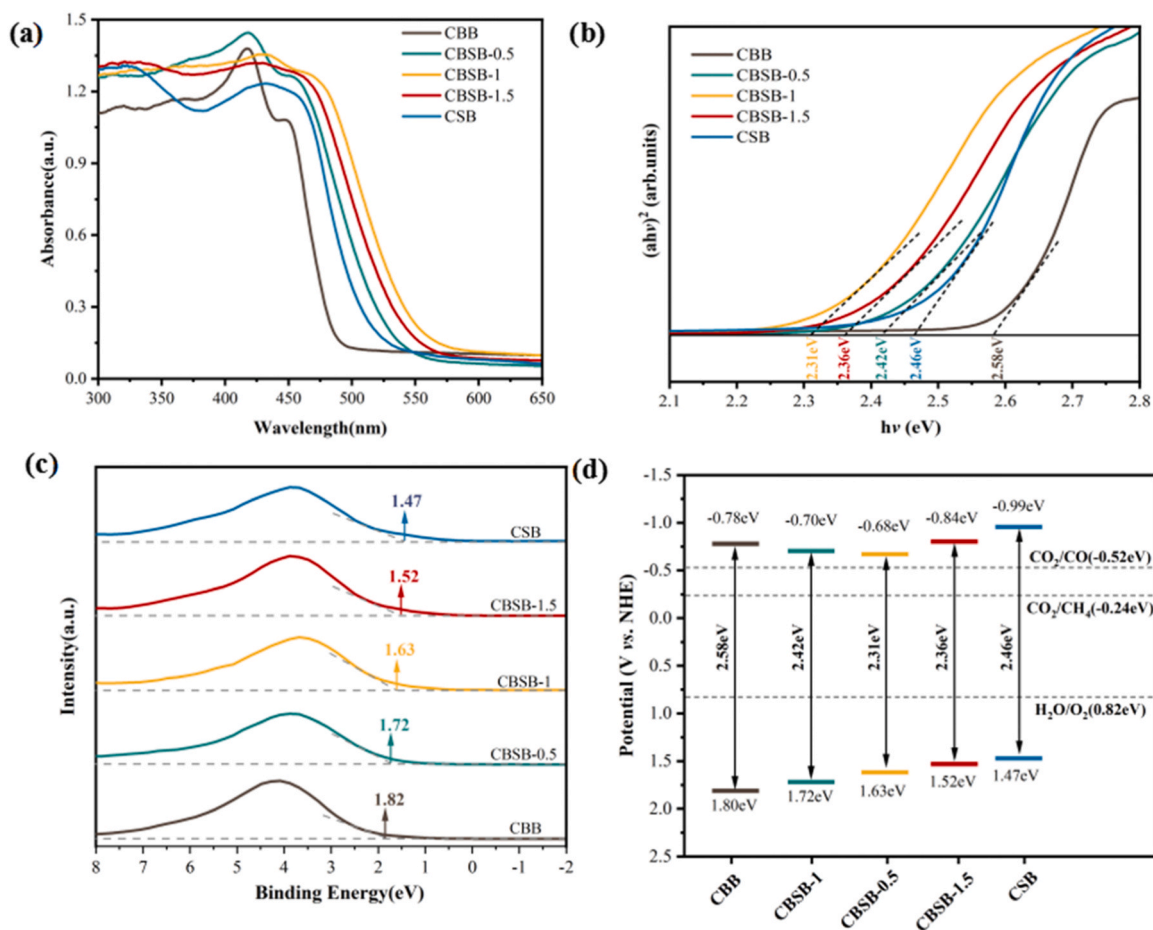 (a)
CBB
CBSB-0.5
CBSB-1
CBSB-1.5
CSB
1.5
1.2
0.9
0.6
0.3
0.0
Absorbance(a.u.)
300 350 400 450 500 550 600 650
Wavelength(nm)
(b)
CBB
CBSB-0.5
CBSB-1
CBSB-1.5
CSB
(ahν)² (arb.units)
2.31eV
2.36eV
2.42eV
2.46eV
2.58eV
2.1 2.2 2.3 2.4 2.5 2.6 2.7 2.8
hν (eV)
(c)
1.47
CSB
1.52
CBSB-1.5
1.63
CBSB-1
1.72
CBSB-0.5
1.82
CBB
Intensity(a.u.)
8 7 6 5 4 3 2 1 0 -1 -2
Binding Energy(eV)
(d)
-1.5
-1.0
-0.5
0.0
0.5
1.0
1.5
2.0
2.5
Potential (V vs. NHE)
-0.78eV
-0.70eV
-0.68eV
-0.84eV
-0.99eV
CO₂/CO(-0.52eV)
CO₂/CH₄(-0.24eV)
H₂O/O₂(0.82eV)
2.58eV
2.42eV
2.31eV
2.36eV
2.46eV
1.80eV
1.72eV
1.63eV
1.52eV
1.47eV
CBB
CBSB-1
CBSB-0.5
CBSB-1.5
CSB